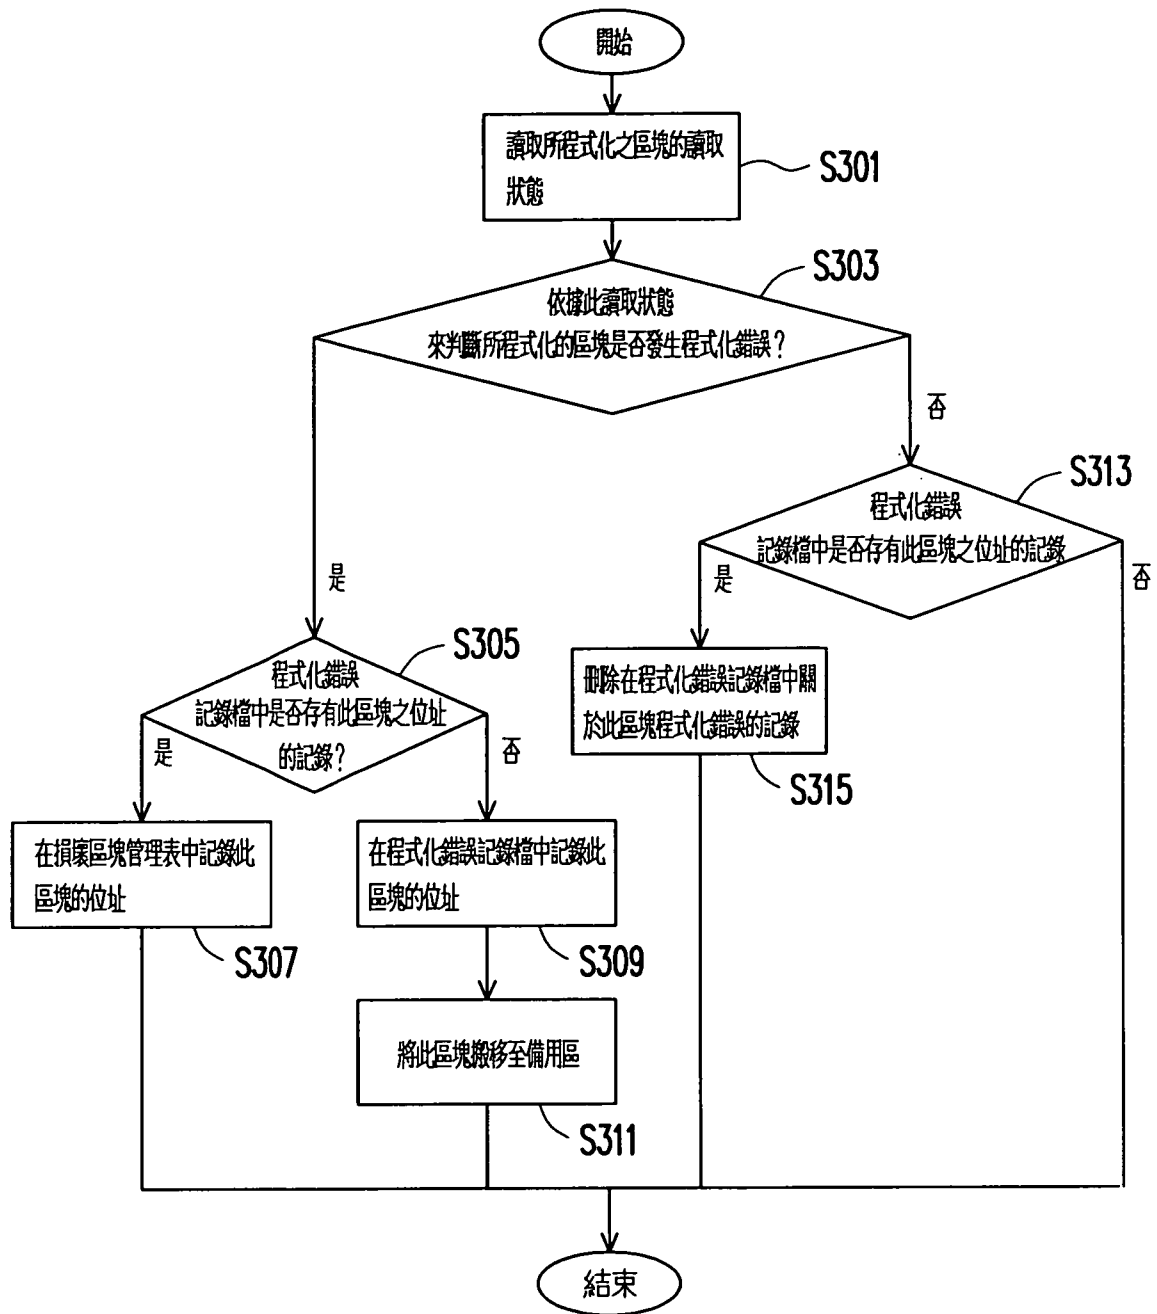 開始
讀取所程式化之區塊的讀取
狀態
S301
S303
依據此讀取狀態
來判斷所程式化的區塊是否發生程式化錯誤?
否
S313
程式化錯誤
記錄檔中是否存有此區塊之位址的記錄
是
是
否
S305
程式化錯誤
記錄檔中是否存有此區塊之位址
的記錄?
是
否
刪除在程式化錯誤記錄檔中關
於此區塊程式化錯誤的記錄
S315
在損壞區塊管理表中記錄此
區塊的位址
S307
在程式化錯誤記錄檔中記錄此
區塊的位址
S309
將此區塊搬移至備用區
S311
結束